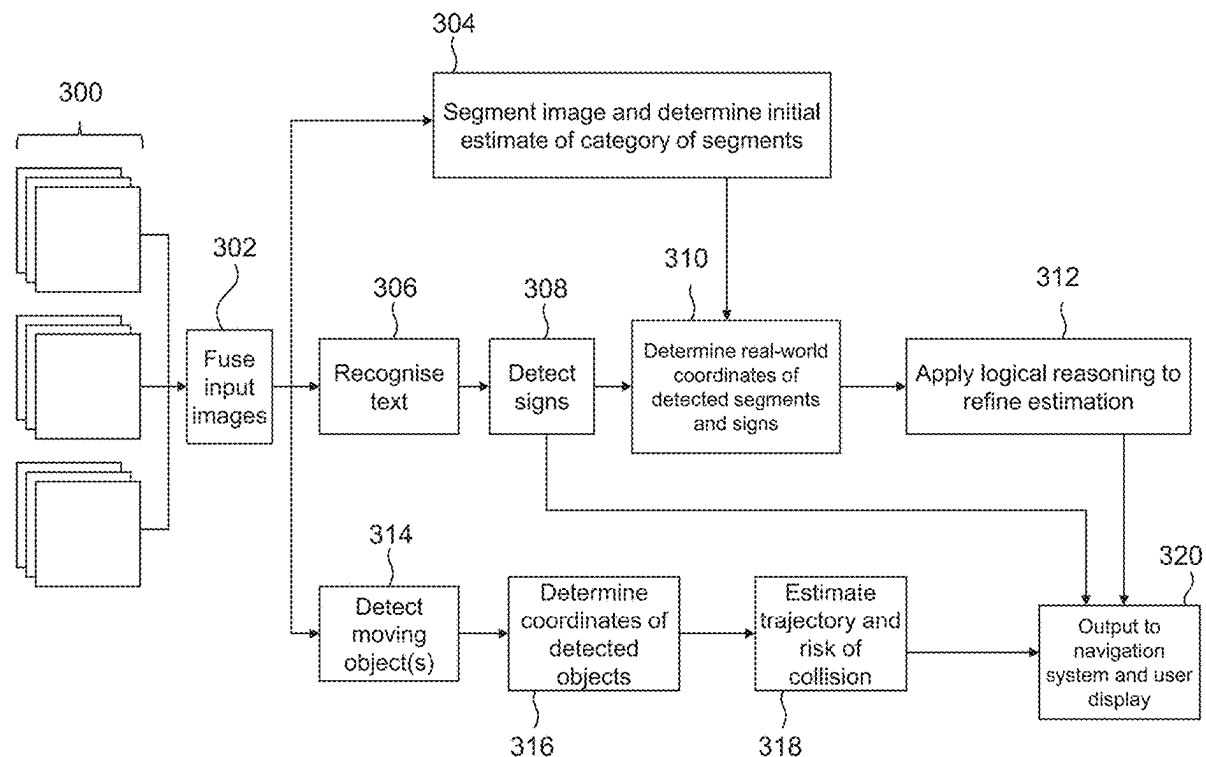 300
304
Segment image and determine initial
estimate of category of segments
302
Fuse
input
images
306
Recognise
text
308
Detect
signs
310
Determine real-world
coordinates of
detected segments
and signs
312
Apply logical reasoning to
refine estimation
314
Detect
moving
object(s)
316
Determine
coordinates of
detected
objects
318
Estimate
trajectory and
risk of
collision
320
Output to
navigation
system and user
display